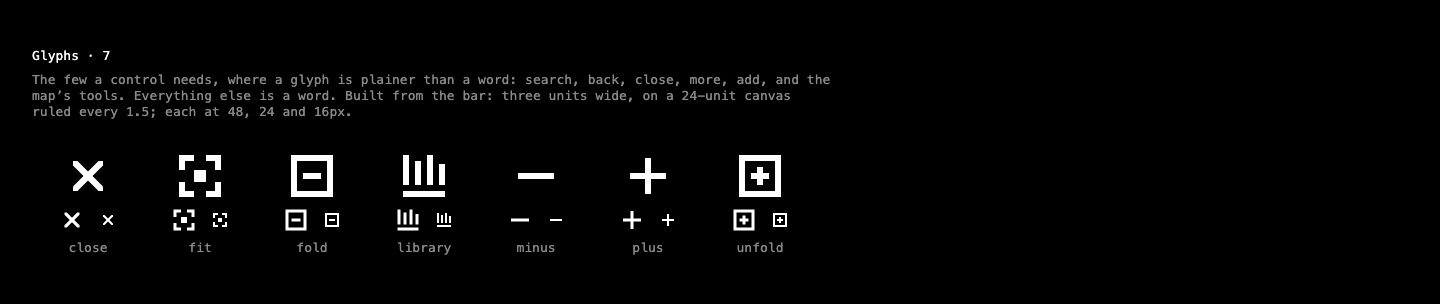 Glyphs · 7
The few a control needs, where a glyph is plainer than a word: search, back, close, more, add, and the
map’s tools. Everything else is a word. Built from the bar: three units wide, on a 24–unit canvas
ruled every 1.5; each at 48, 24 and 16px.
close fit fold library minus plus unfold